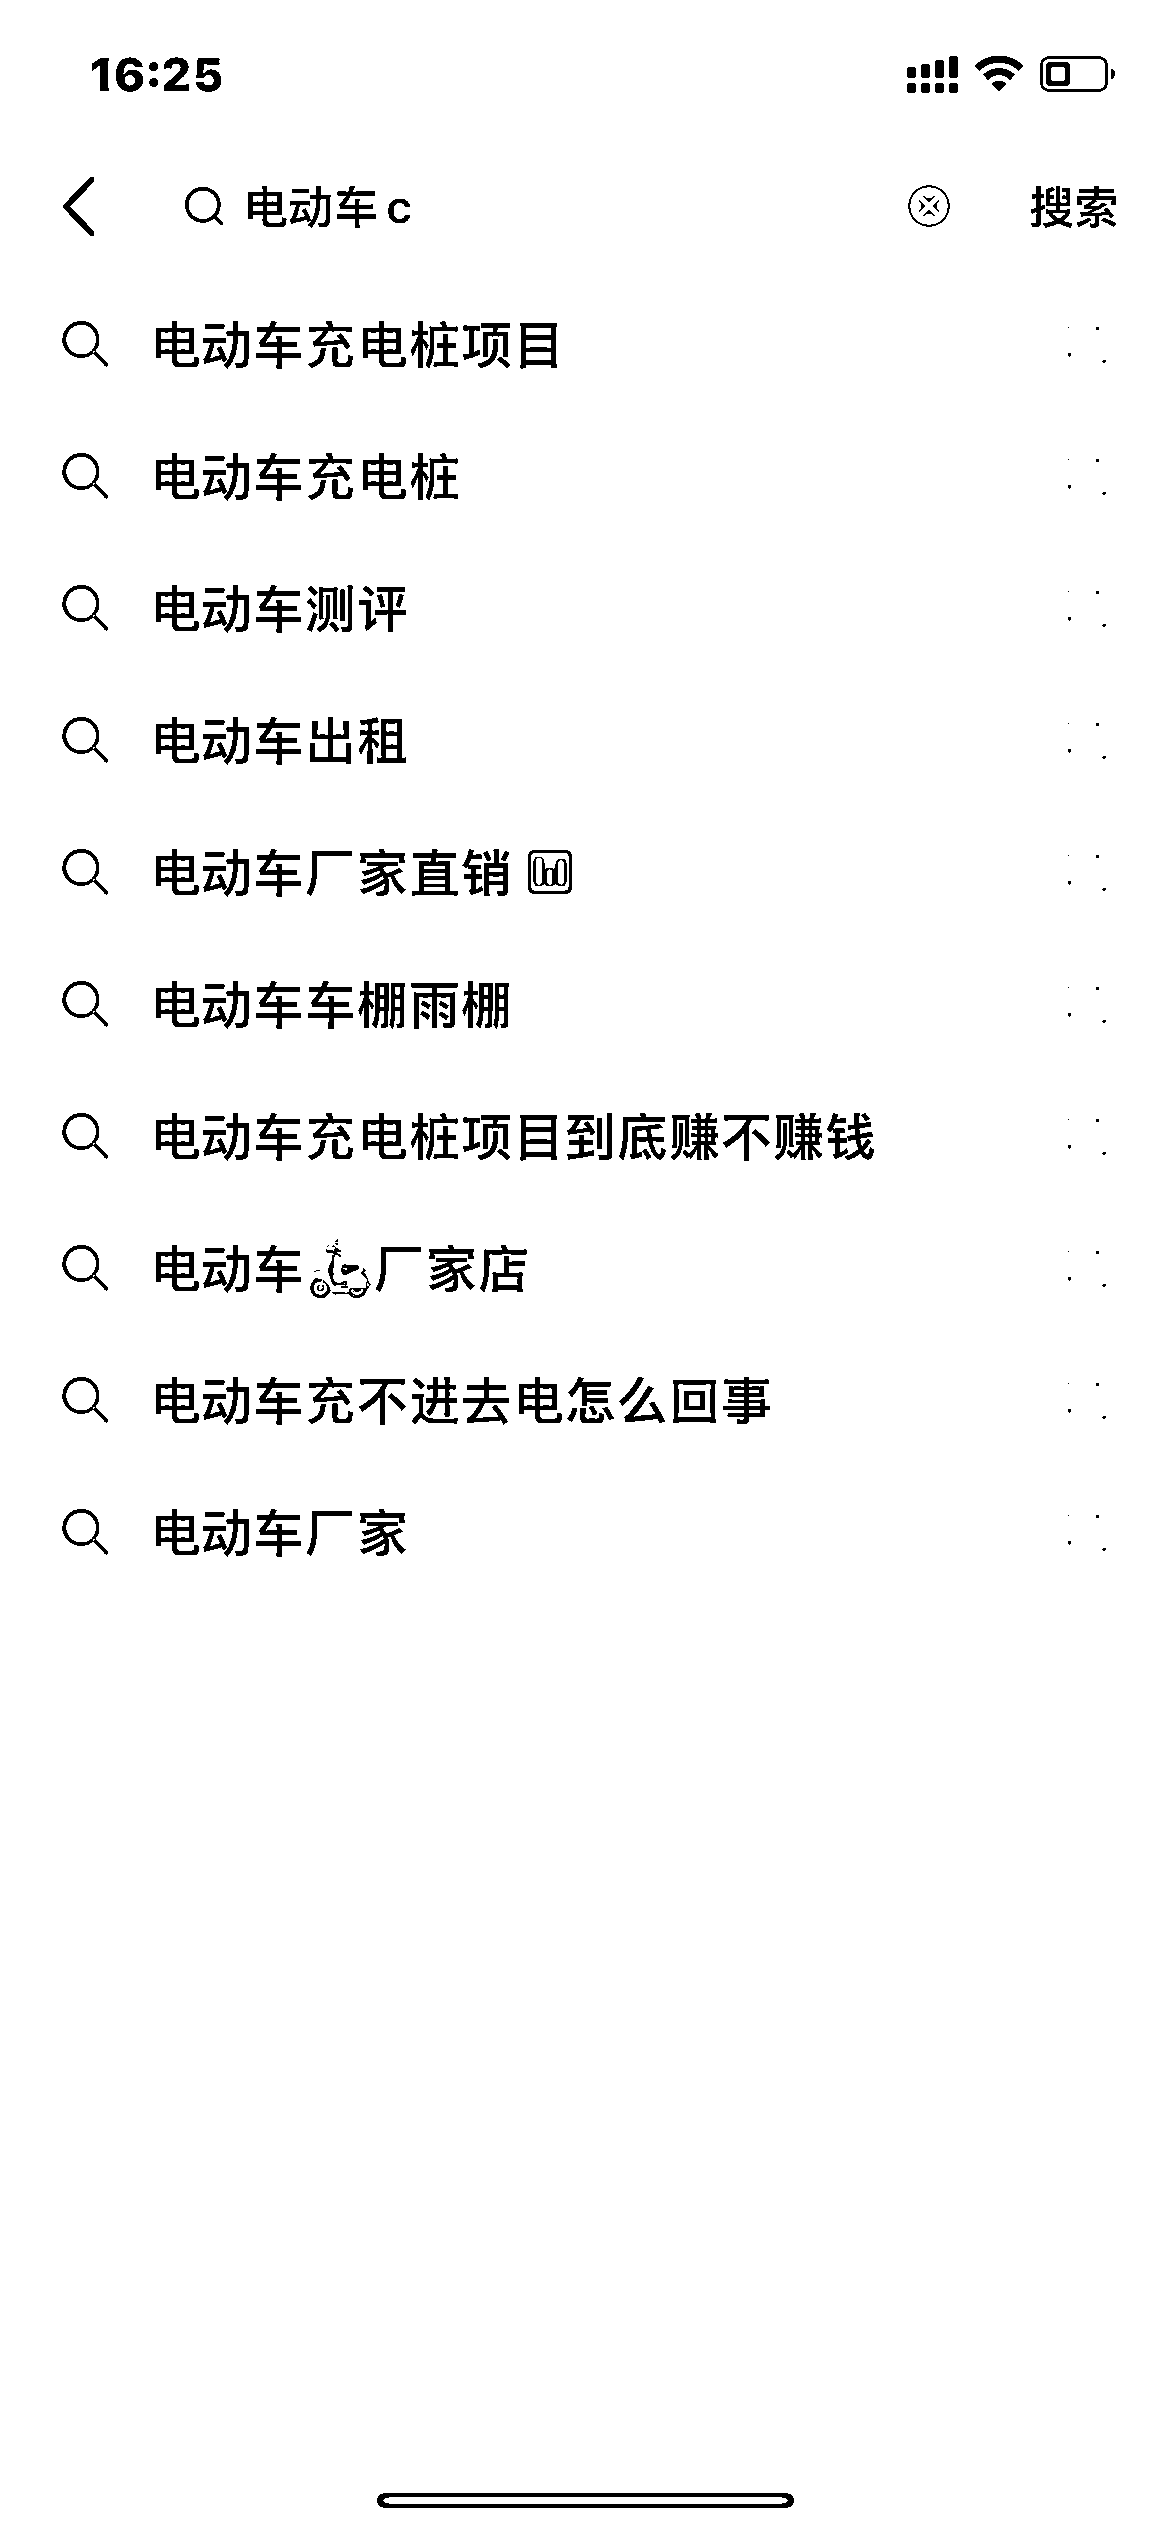 16:25
电动车 c
搜索
电动车充电桩项目
电动车充电桩
电动车测评
电动车出租
电动车厂家直销
电动车车棚雨棚
电动车充电桩项目到底赚不赚钱
电动车🛵厂家店
电动车充不进去电怎么回事
电动车厂家